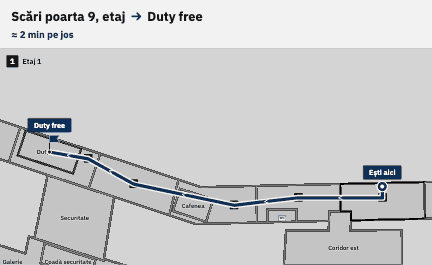 Scări poarta 9, etaj → Duty free
≈ 2 min pe jos
1 Etaj 1
Duty free
Dut
Ești aici
Cafenea
Securitate
Coridor est
Galerie
Coadă securitate